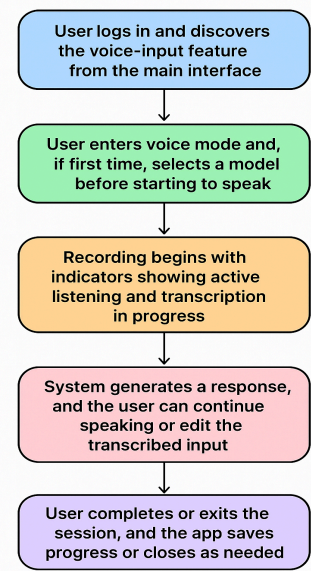 User logs in and discovers
the voice-input feature
from the main interface
User enters voice mode and,
if first time, selects a model
before starting to speak
Recording begins with
indicators showing active
listening and transcription
in progress
System generates a response,
and the user can continue
speaking or edit the
transcribed input
User completes or exits the
session, and the app saves
progress or closes as needed